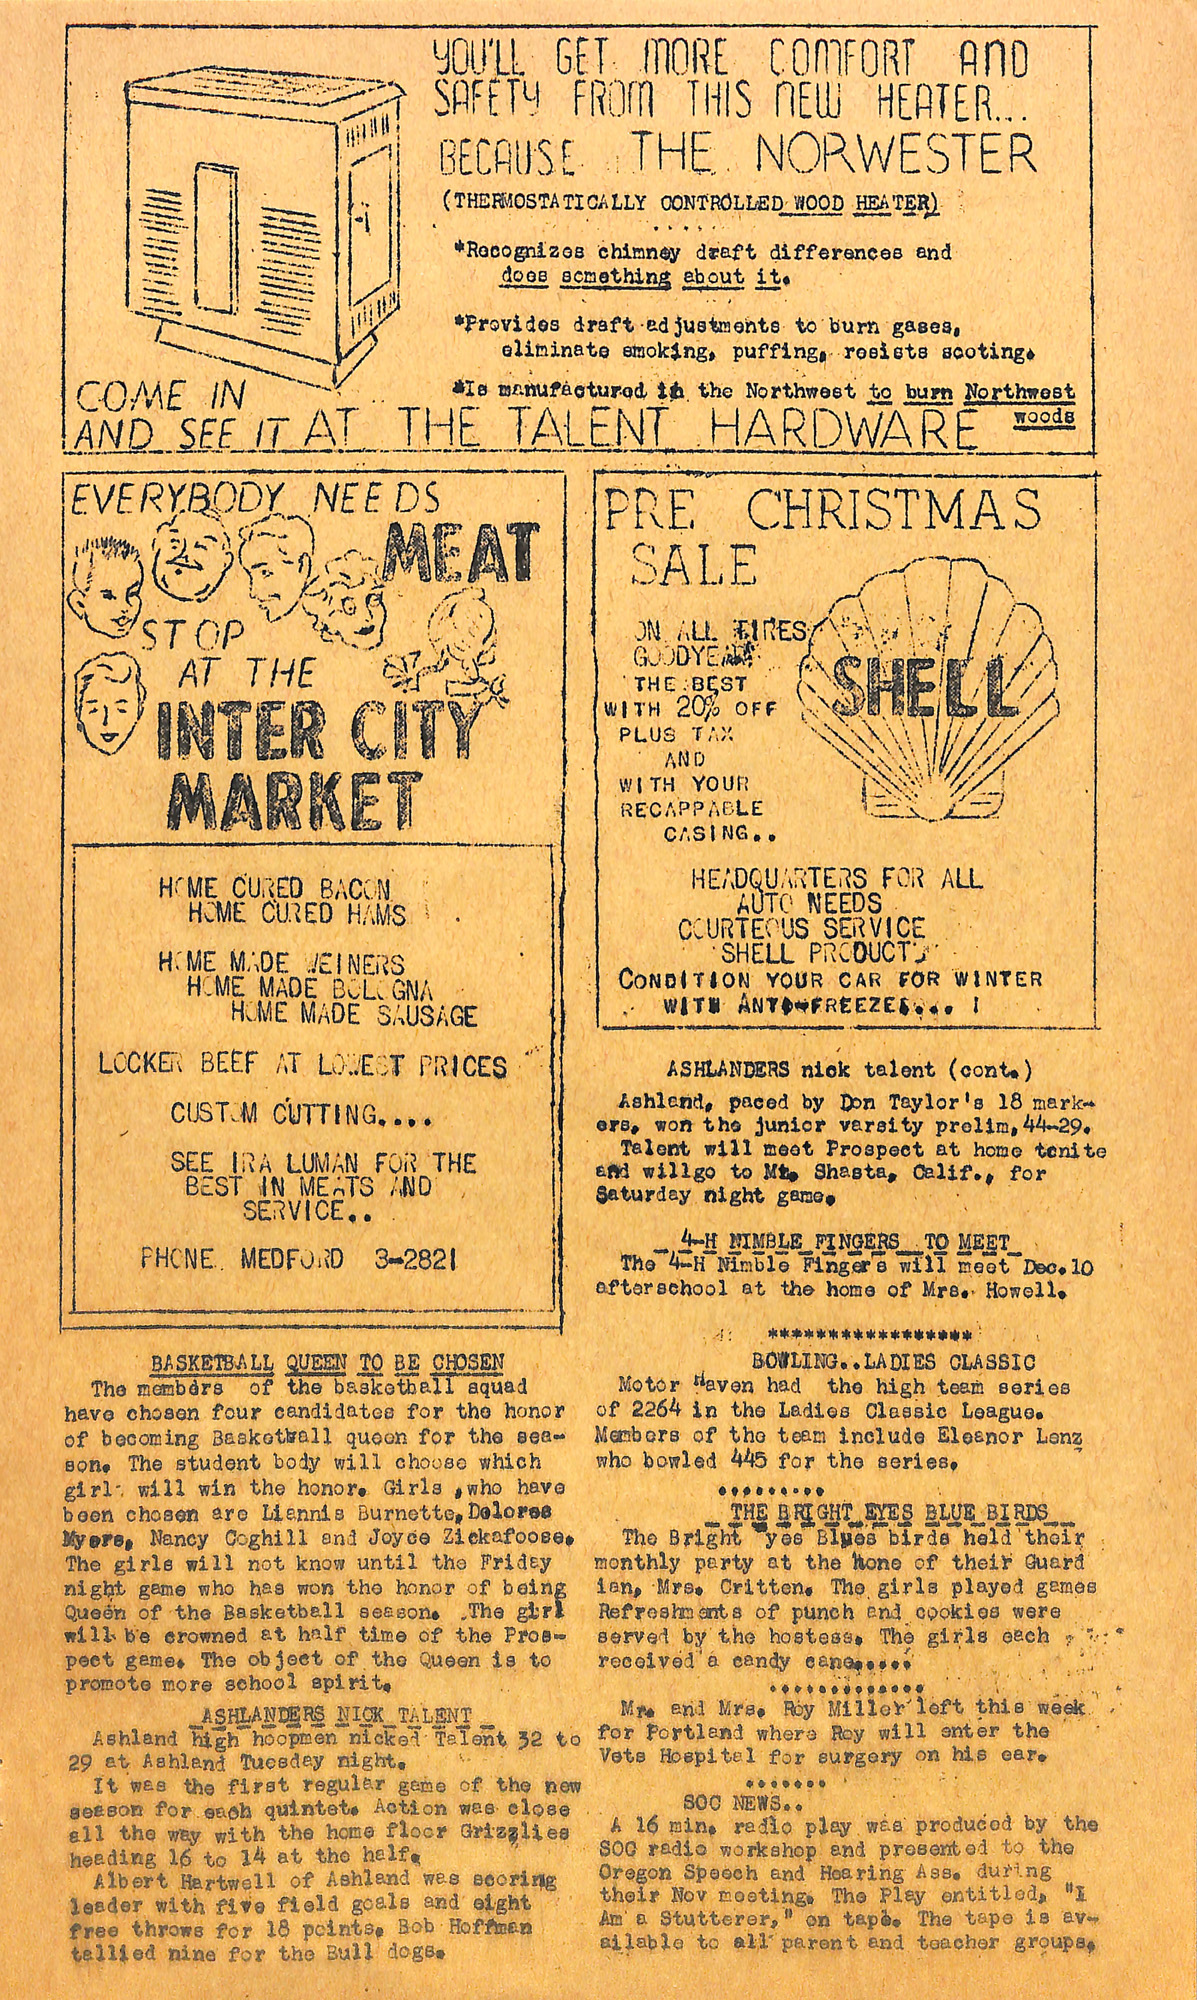 YOU'LL GET MORE COMFORT AND
SAFETY FROM THIS NEW HEATER...
BECAUSE THE NORWESTER
(THERMOSTATICALLY CONTROLLED WOOD HEATER)
......
*Recognizes chimney draft differences and
does something about it.
*Provides draft adjustments to burn gases,
eliminate smoking, puffing, resists sooting.
*Is manufactured in the Northwest to burn Northwest
woods
COME IN
AND SEE IT AT THE TALENT HARDWARE
EVERYBODY NEEDS
MEAT
STOP
AT THE
INTER CITY
MARKET
HOME CURED BACON
HOME CURED HAMS
HOME MADE WEINERS
HOME MADE BOLOGNA
HOME MADE SAUSAGE
LOCKER BEEF AT LOWEST PRICES
CUSTOM CUTTING....
SEE IRA LUMAN FOR THE
BEST IN MEATS AND
SERVICE..
PHONE MEDFORD 3-2821
BASKETBALL QUEEN TO BE CHOSEN
The members of the basketball squad
have chosen four candidates for the honor
of becoming Basketball queen for the sea-
son. The student body will choose which
girl will win the honor. Girls ,who have
been chosen are Liannis Burnette, Delores
Myers, Nancy Coghill and Joyce Zickafoose.
The girls will not know until the Friday
night game who has won the honor of being
Queen of the Basketball season. The girl
will be crowned at half time of the Pros-
pect game. The object of the Queen is to
promote more school spirit.
ASHLANDERS NICK TALENT
Ashland high hoopmen nicked Talent 32 to
29 at Ashland Tuesday night.
It was the first regular game of the new
season for each quintet. Action was close
all the way with the home floor Grizzlies
heading 16 to 14 at the half.
Albert Hartwell of Ashland was scoring
leader with five field goals and eight
free throws for 18 points. Bob Hoffman
tallied nine for the Bull dogs.
PRE CHRISTMAS
SALE
ON ALL TIRES
GOODYEAR
THE BEST
WITH 20% OFF
PLUS TAX
AND
WITH YOUR
RECAPPABLE
CASING..
SHELL
HEADQUARTERS FOR ALL
AUTO NEEDS
COURTEOUS SERVICE
SHELL PRODUCTS
CONDITION YOUR CAR FOR WINTER
WITH ANTI-FREEZE..... !
ASHLANDERS nick talent (cont.)
Ashland, paced by Don Taylor's 18 mark-
ers, won the junior varsity prelim, 44-29.
Talent will meet Prospect at home tonite
and willgo to Mt. Shasta, Calif., for
Saturday night game.
4-H NIMBLE FINGERS TO MEET
The 4-H Nimble Fingers will meet Dec.10
afterschool at the home of Mrs. Howell.
*****************
BOWLING..LADIES CLASSIC
Motor Haven had the high team series
of 2264 in the Ladies Classic League.
Members of the team include Eleanor Lenz
who bowled 445 for the series.
.........
THE BRIGHT EYES BLUE BIRDS
The Bright eyes Blues birds held their
monthly party at the hone of their Guard
ian, Mrs. Critten. The girls played games
Refreshments of punch and cookies were
served by the hostess. The girls each
received a candy cane.....
.............
Mr. and Mrs. Roy Miller left this week
for Portland where Roy will enter the
Vets Hospital for surgery on his ear.
.......
SOC NEWS..
A 16 min. radio play was produced by the
SOC radio workshop and presented to the
Oregon Speech and Hearing Ass. during
their Nov meeting. The Play entitled, "I
Am a Stutterer," on tape. The tape is av-
ailable to all parent and teacher groups.